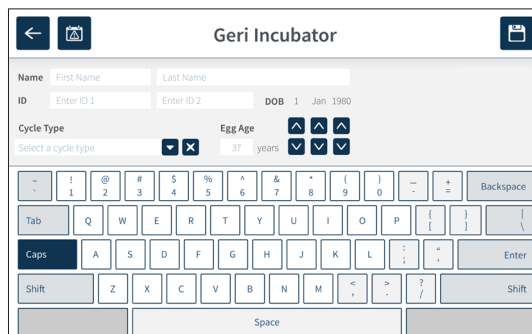 Geri Incubator
Name First Name Last Name
ID Enter ID 1 Enter ID 2 DOB 1 Jan 1980
Cycle Type Egg Age
Select a cycle type 37 years
~ ! @ # $ % ^ & * ( ) — + Backspace
` 1 2 3 4 5 6 7 8 9 0 - =
Tab Q W E R T Y U I O P { } |
[ ] \
Caps A S D F G H J K L : “ Enter
; ‘
Shift Z X C V B N M < > ? Shift
, . /
Space